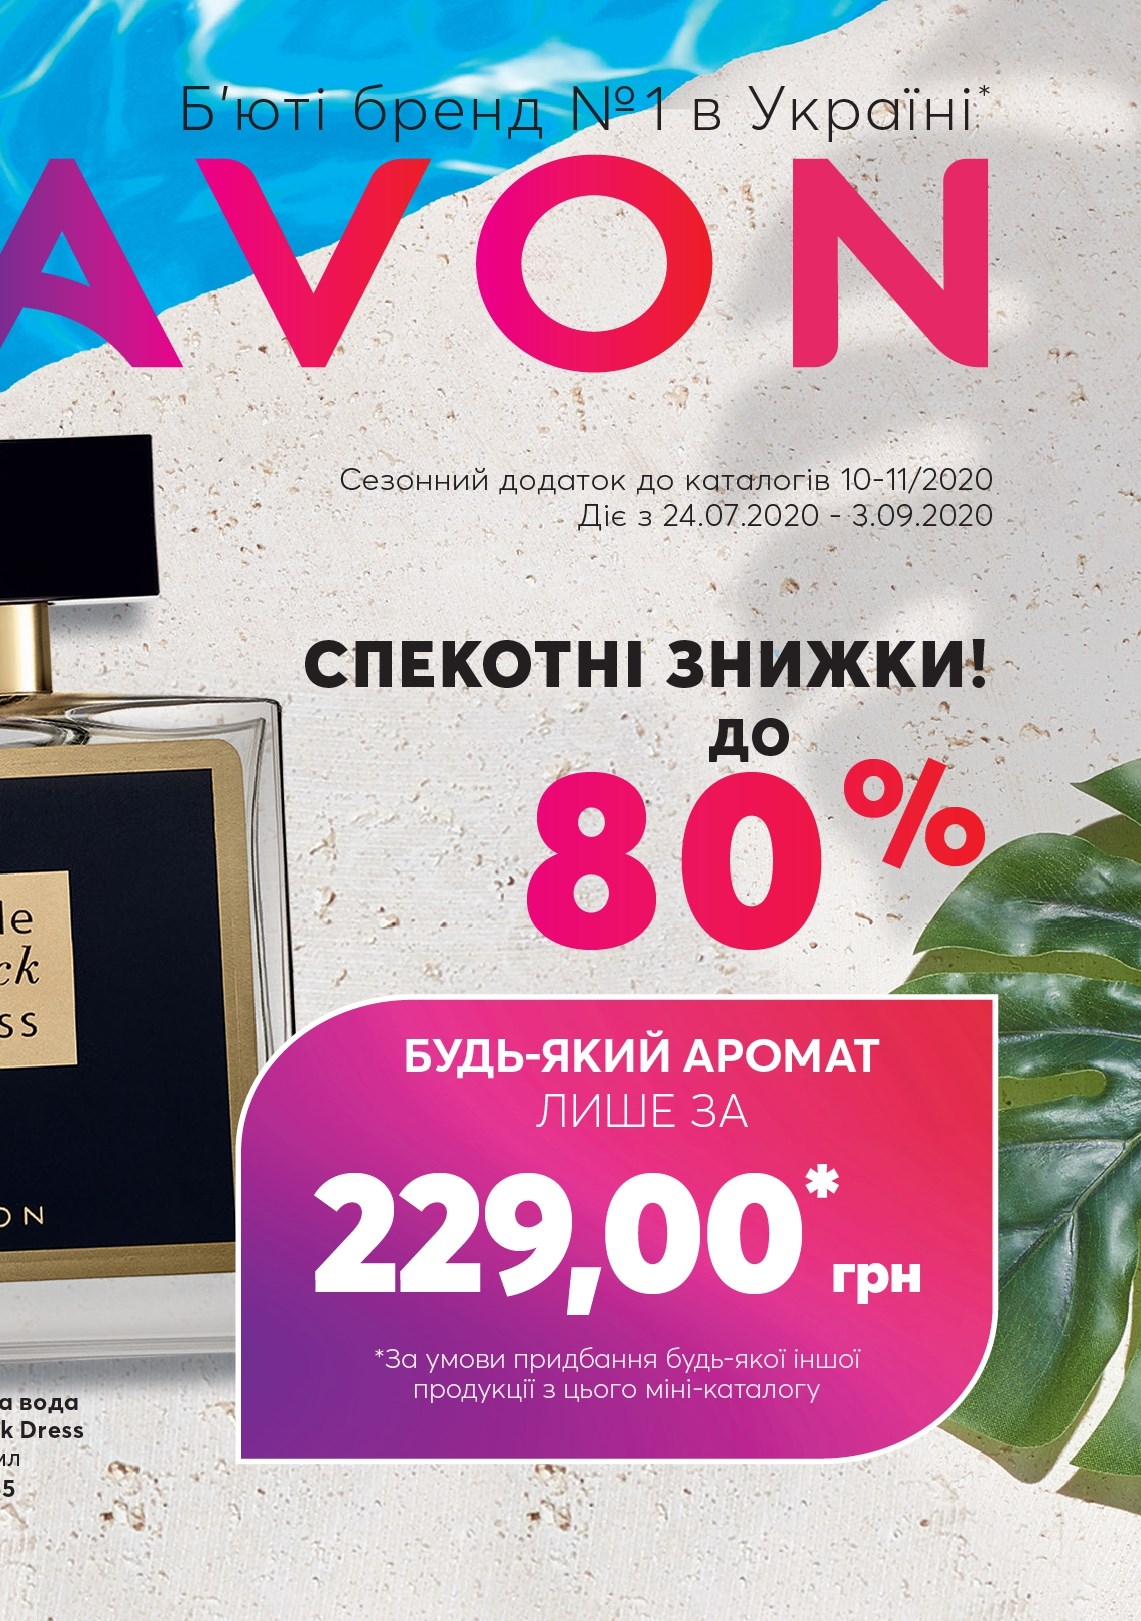 Б'юті бренд №1 в Україні*
AVON
Сезонний додаток до каталогів 10-11/2020
Діє з 24.07.2020 - 3.09.2020
СПЕКОТНІ ЗНИЖКИ!
ДО
80%
БУДЬ-ЯКИЙ АРОМАТ
ЛИШЕ ЗА
229,00*
грн
*За умови придбання будь-якої іншої
продукції з цього міні-каталогу
вода
Dress